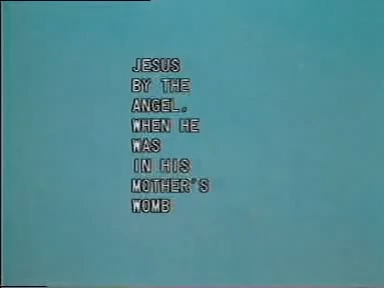 JESUS
BY THE
ANGEL.
WHEN HE
WAS
IN HIS
MOTHER'S
WOMB